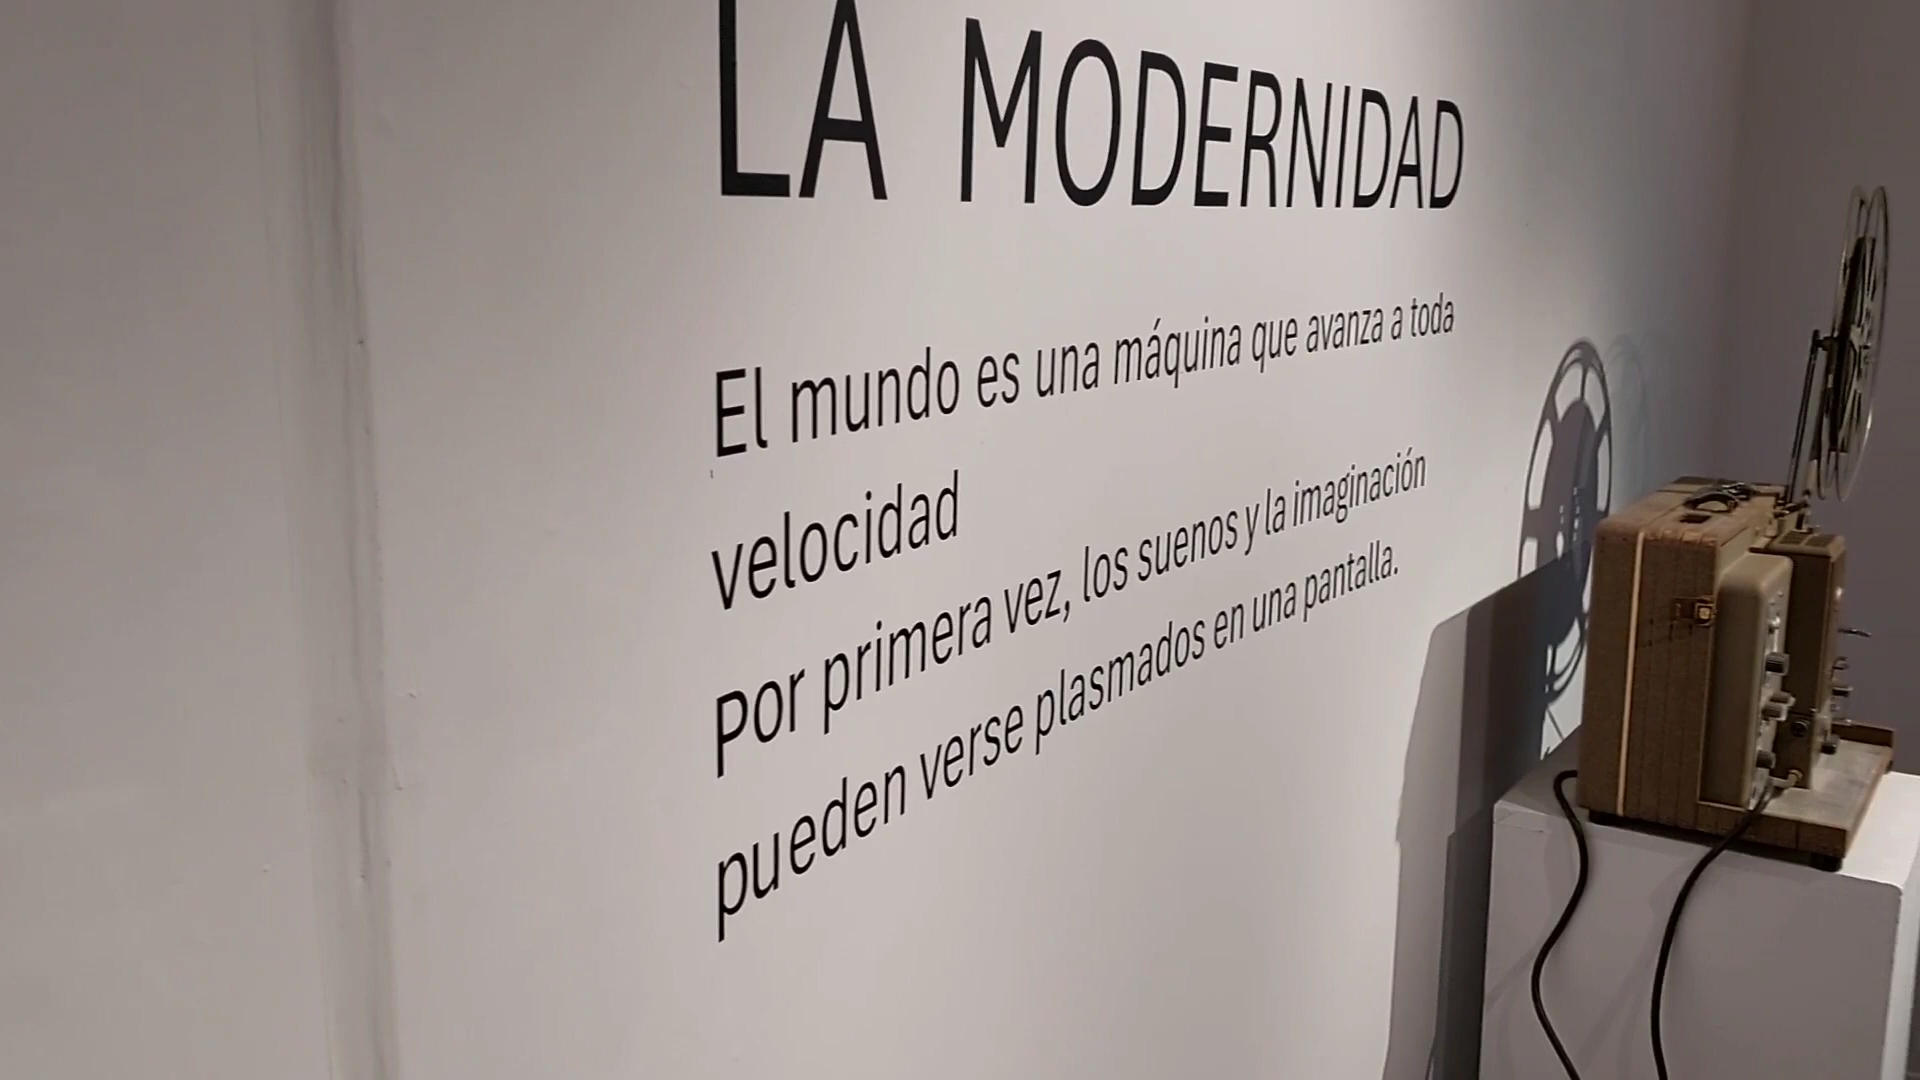 LA MODERNIDAD
El mundo es una máquina que avanza a toda
velocidad
Por primera vez, los suenos y la imaginación
pueden verse plasmados en una pantalla.